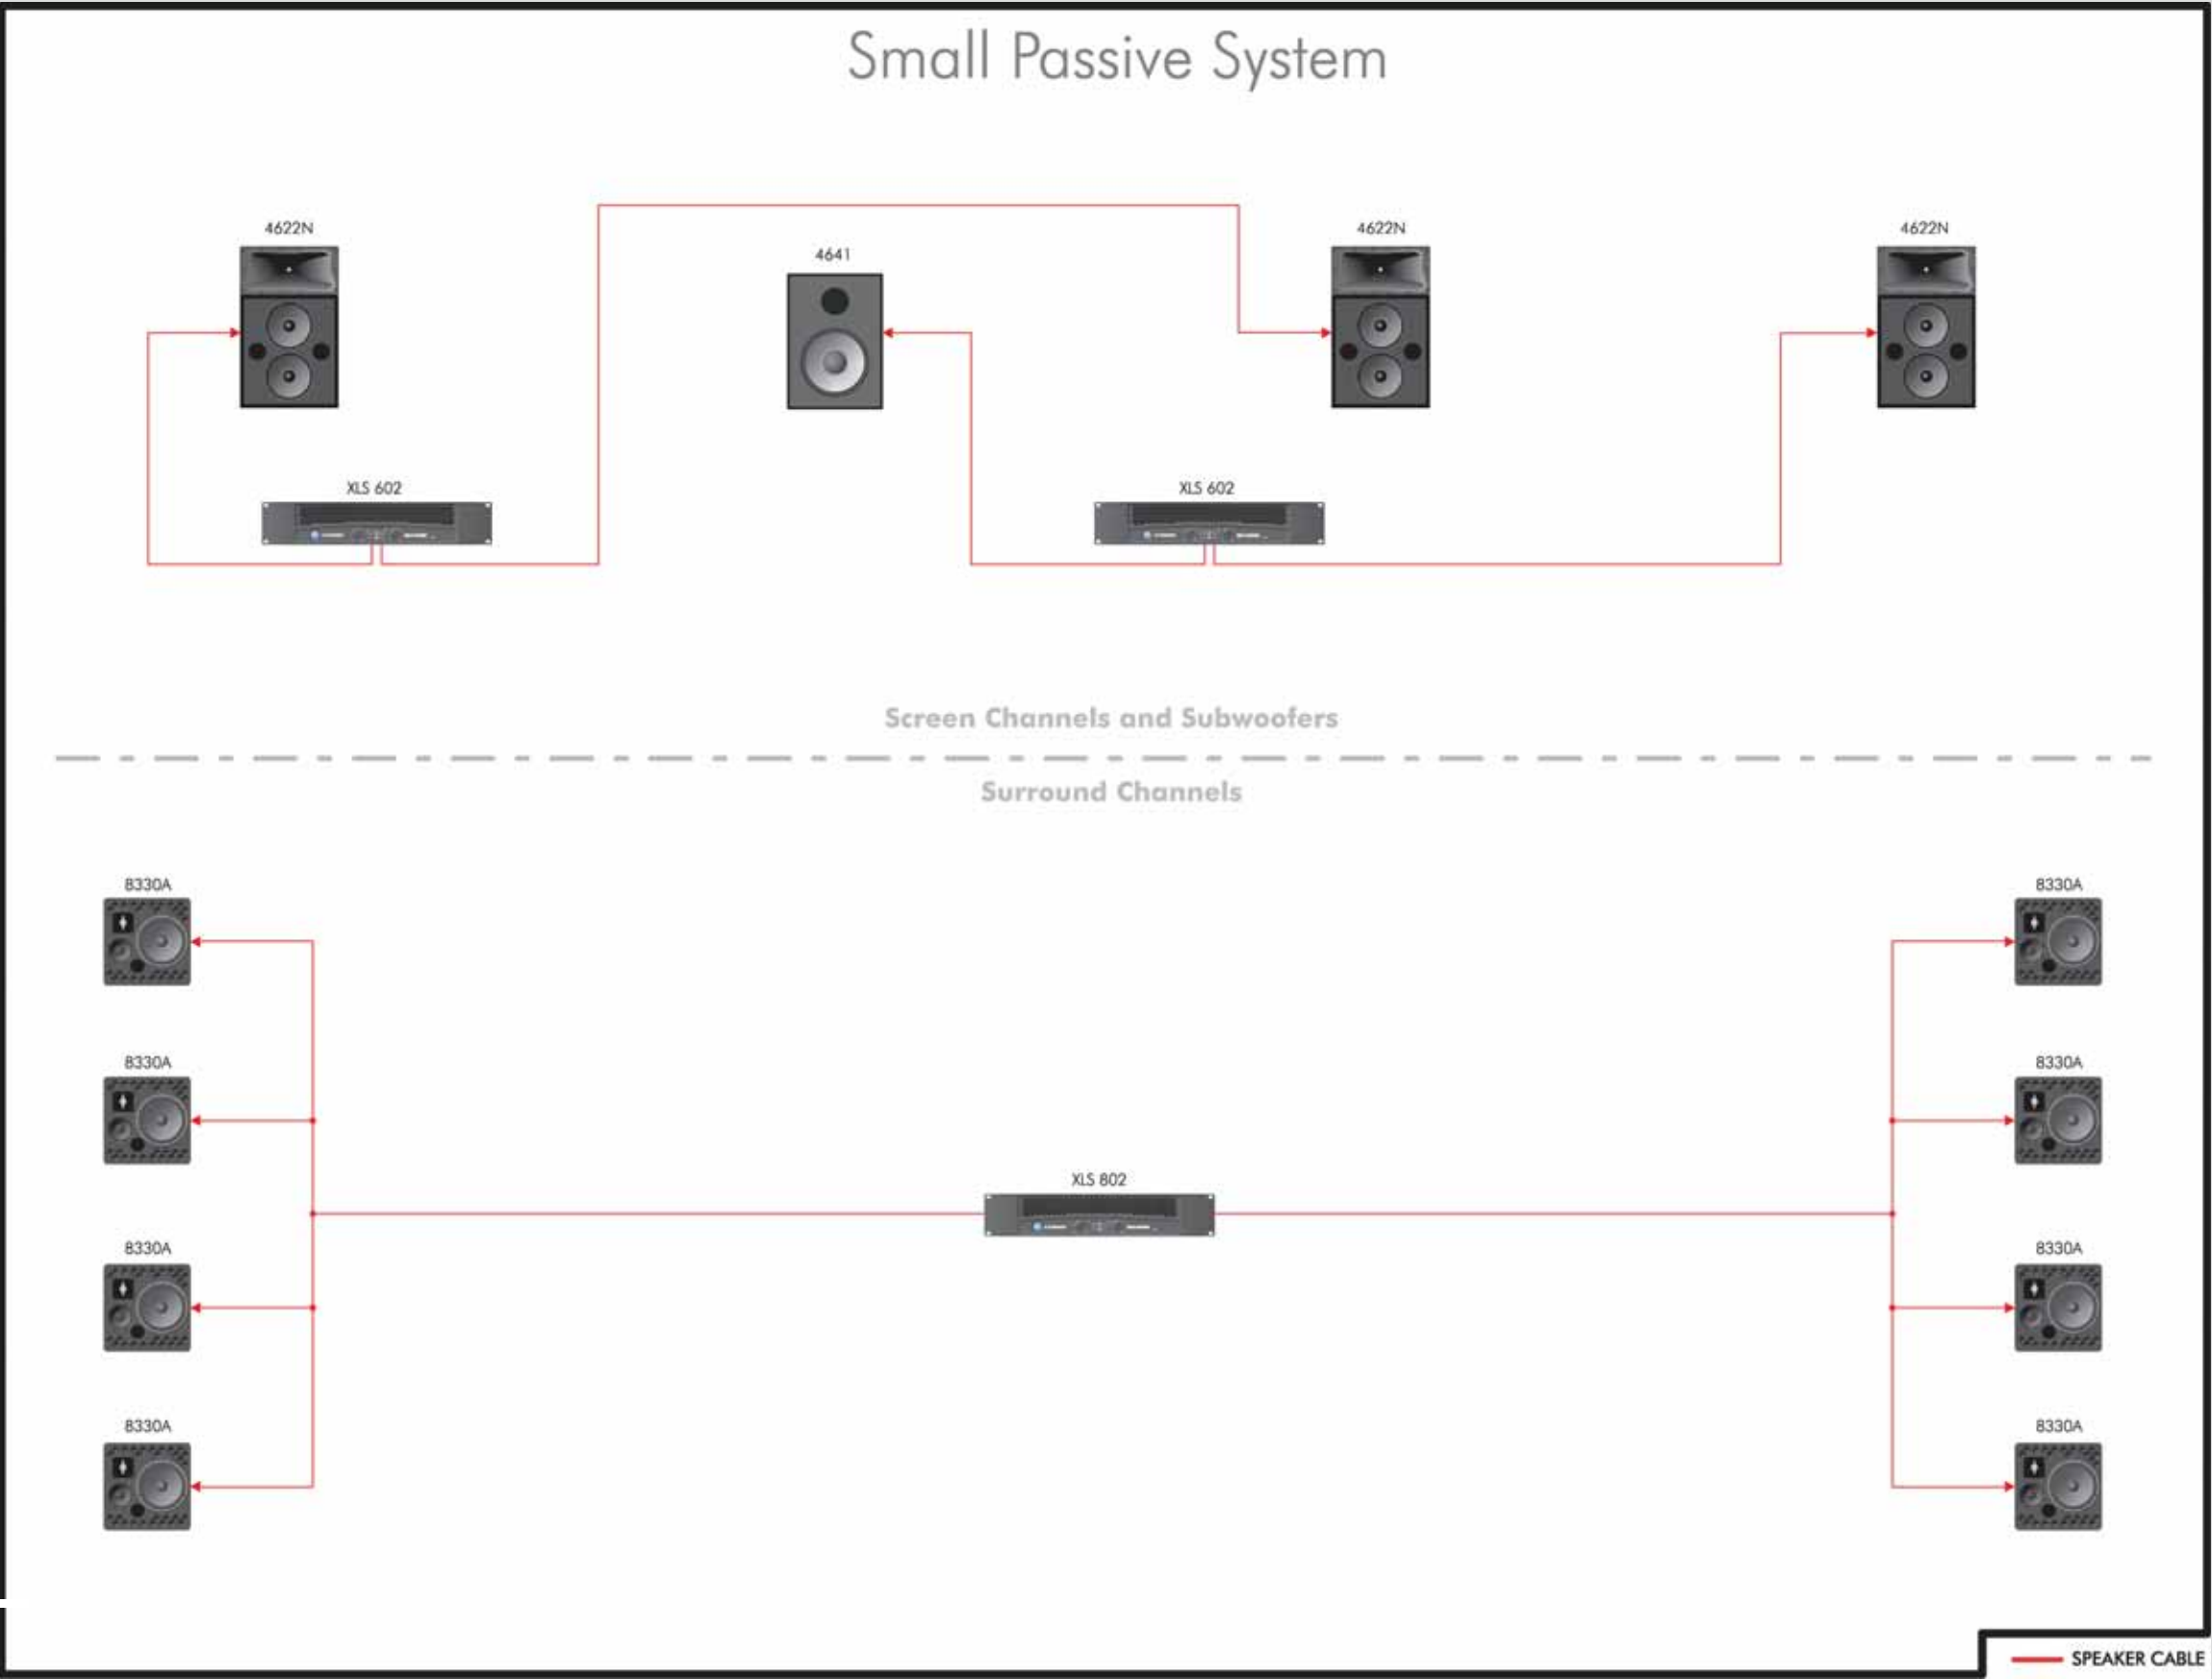 Small Passive System
4622N
4641
4622N
4622N
XLS 602
XLS 602
Screen Channels and Subwoofers
Surround Channels
8330A
8330A
8330A
8330A
XLS 802
8330A
8330A
8330A
8330A
SPEAKER CABLE